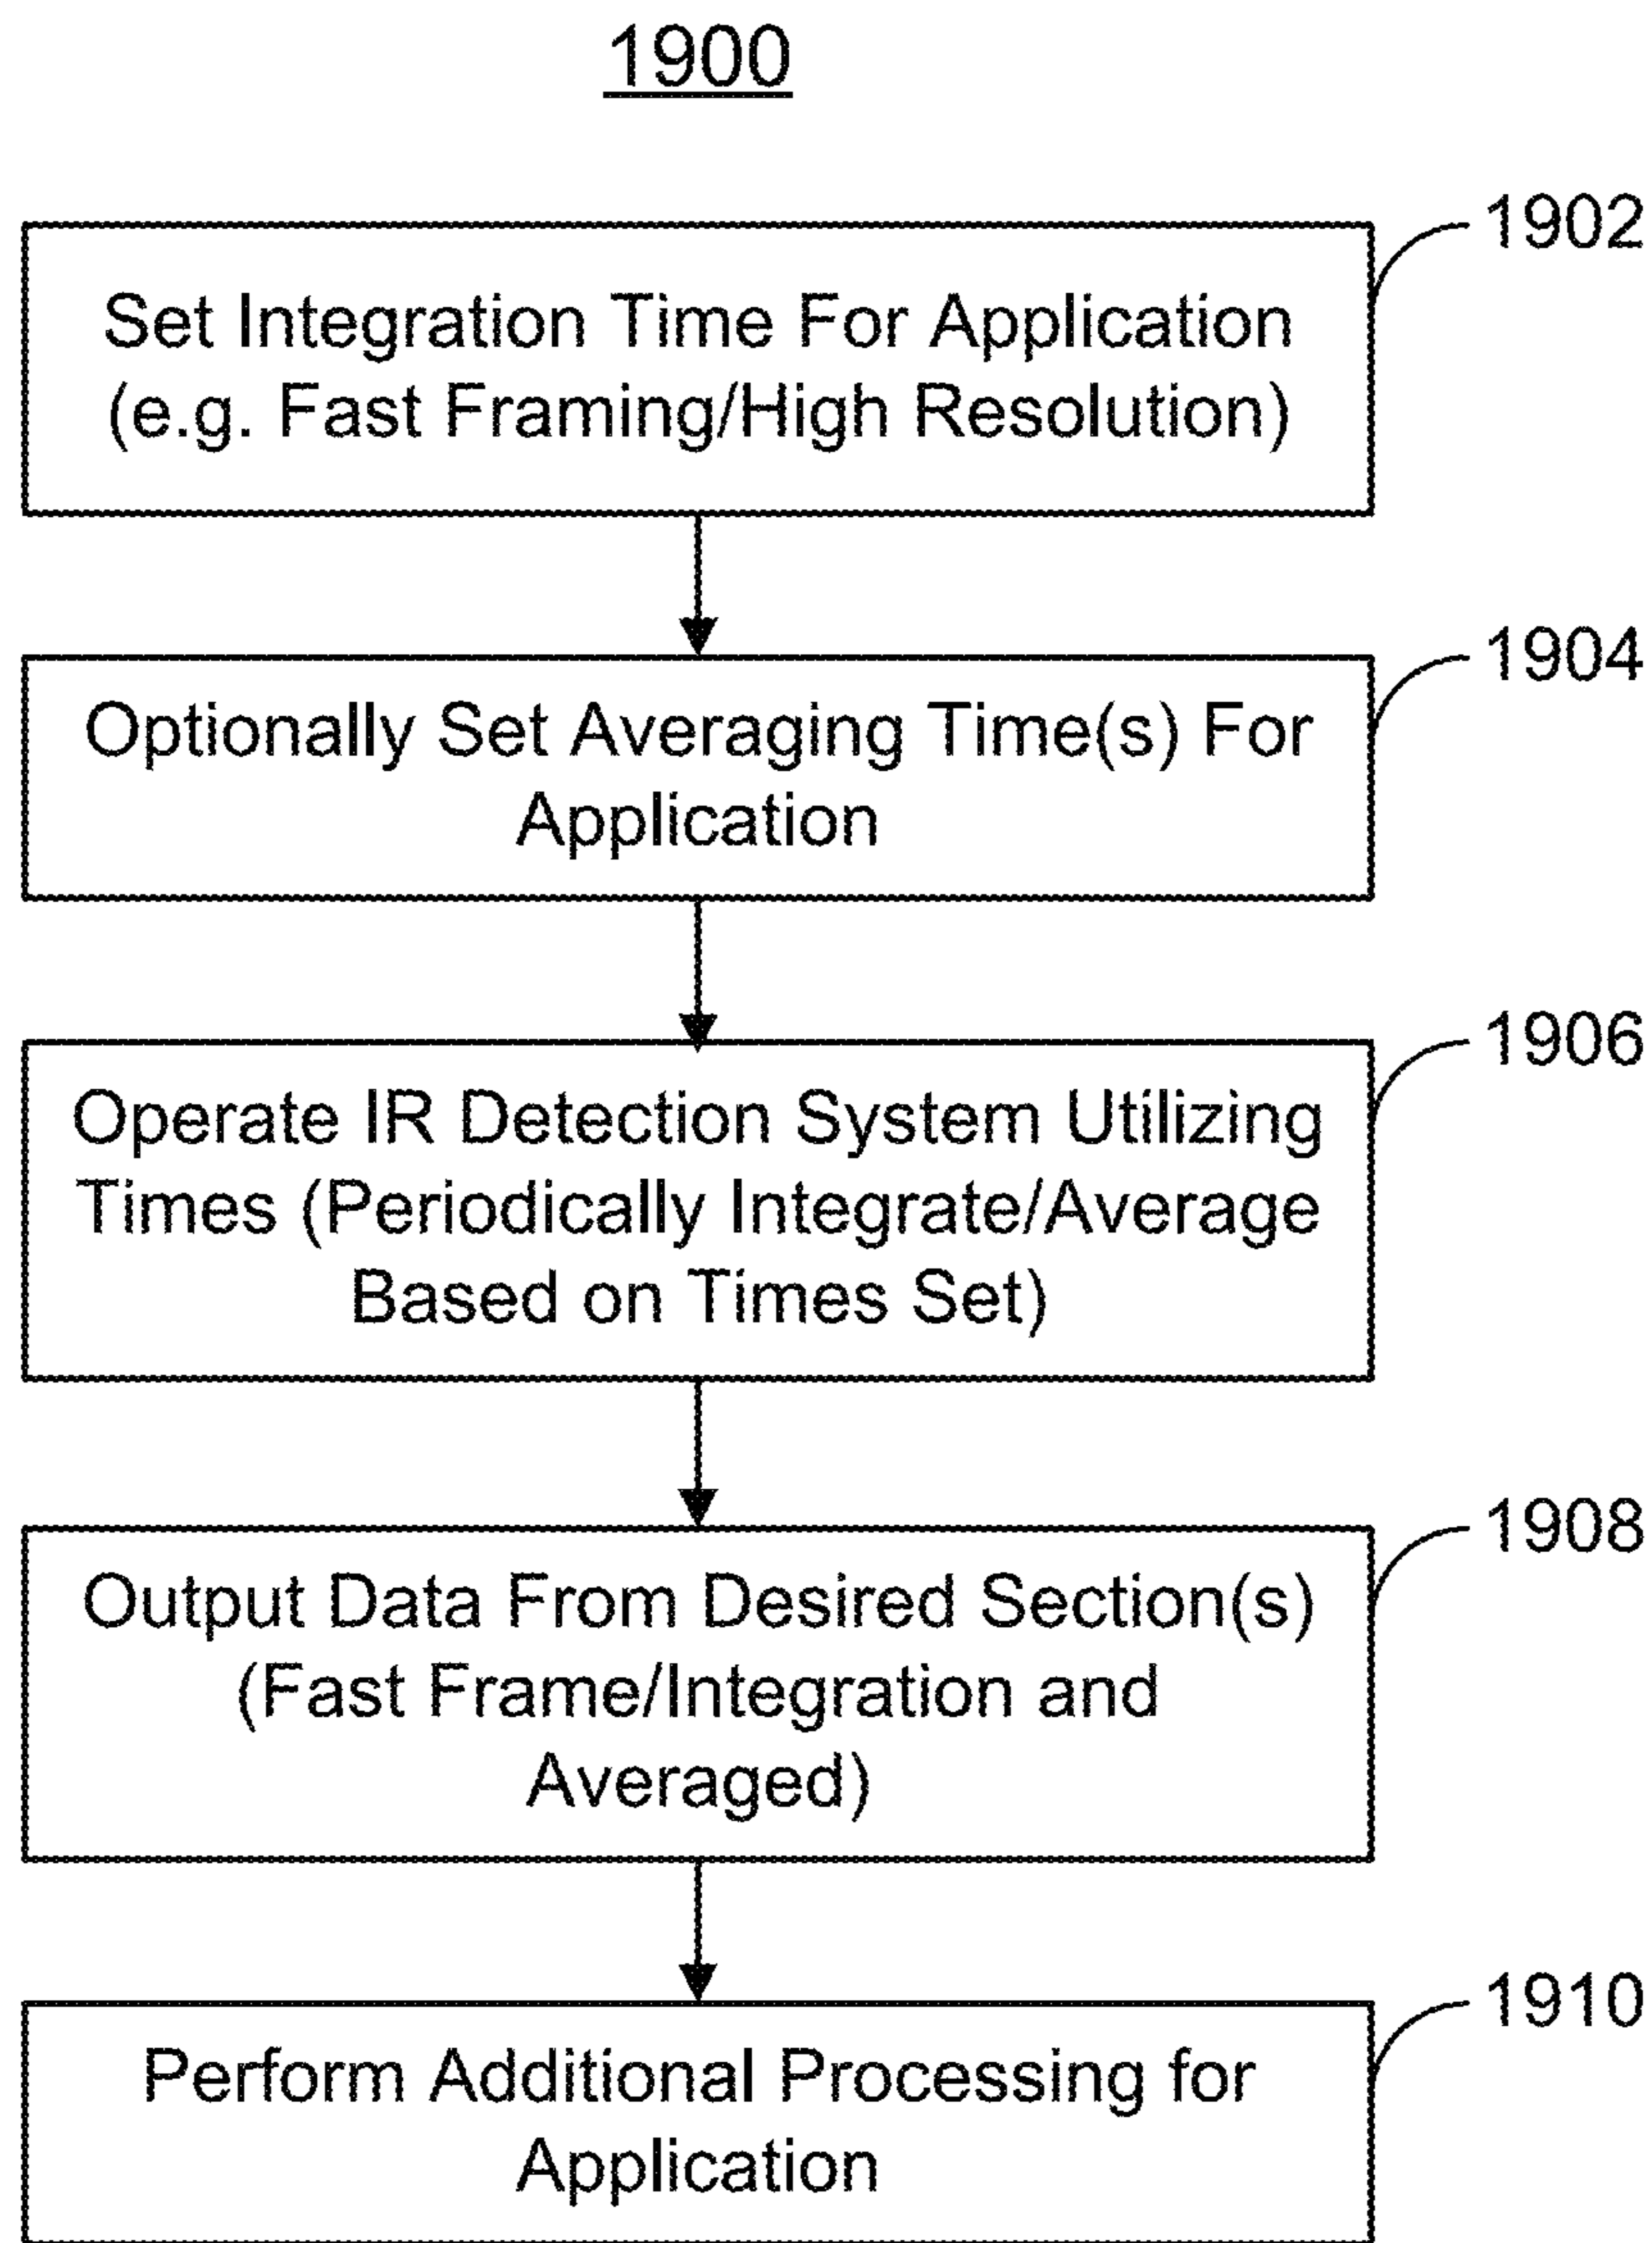 1900
1902
Set Integration Time For Application
(e.g. Fast Framing/High Resolution)
1904
Optionally Set Averaging Time(s) For
Application
1906
Operate IR Detection System Utilizing
Times (Periodically Integrate/Average
Based on Times Set)
1908
Output Data From Desired Section(s)
(Fast Frame/Integration and
Averaged)
1910
Perform Additional Processing for
Application